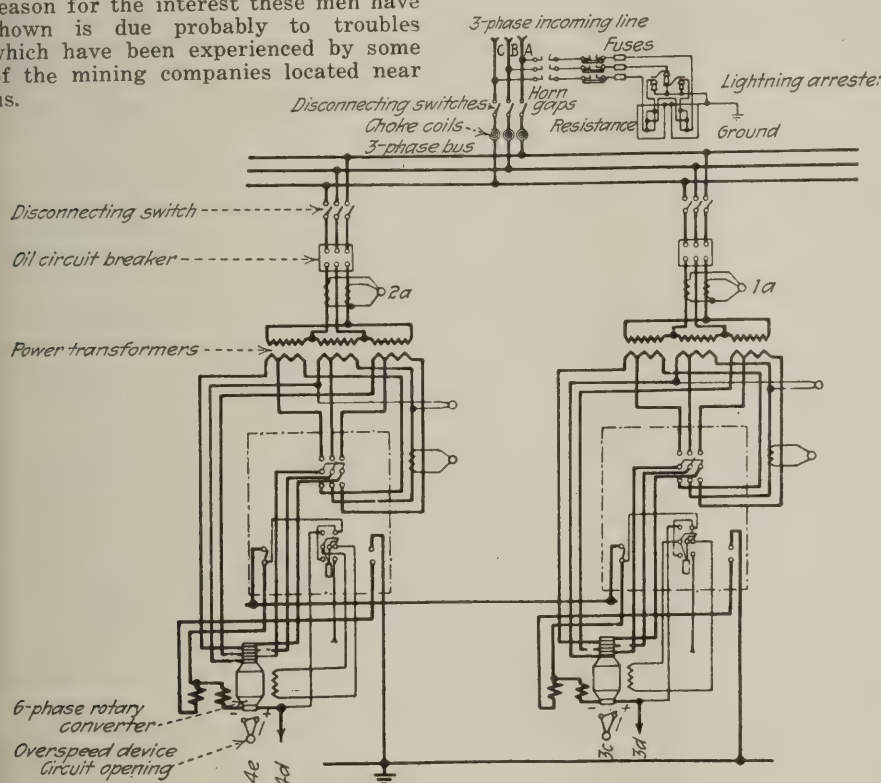 eason for the interest these men have
hown is due probably to troubles
which have been experienced by some
of the mining companies located near
us.
3-phase incoming line
C B A
Fuses
Lightning arrester
Disconnecting switches
Horn
gaps
Choke coils
Resistance
Ground
3-phase bus
Disconnecting switch
Oil circuit breaker
2a
1a
Power transformers
6-phase rotary
converter
- +
- +
Overspeed device
Circuit opening
4e
4d
3c
3d